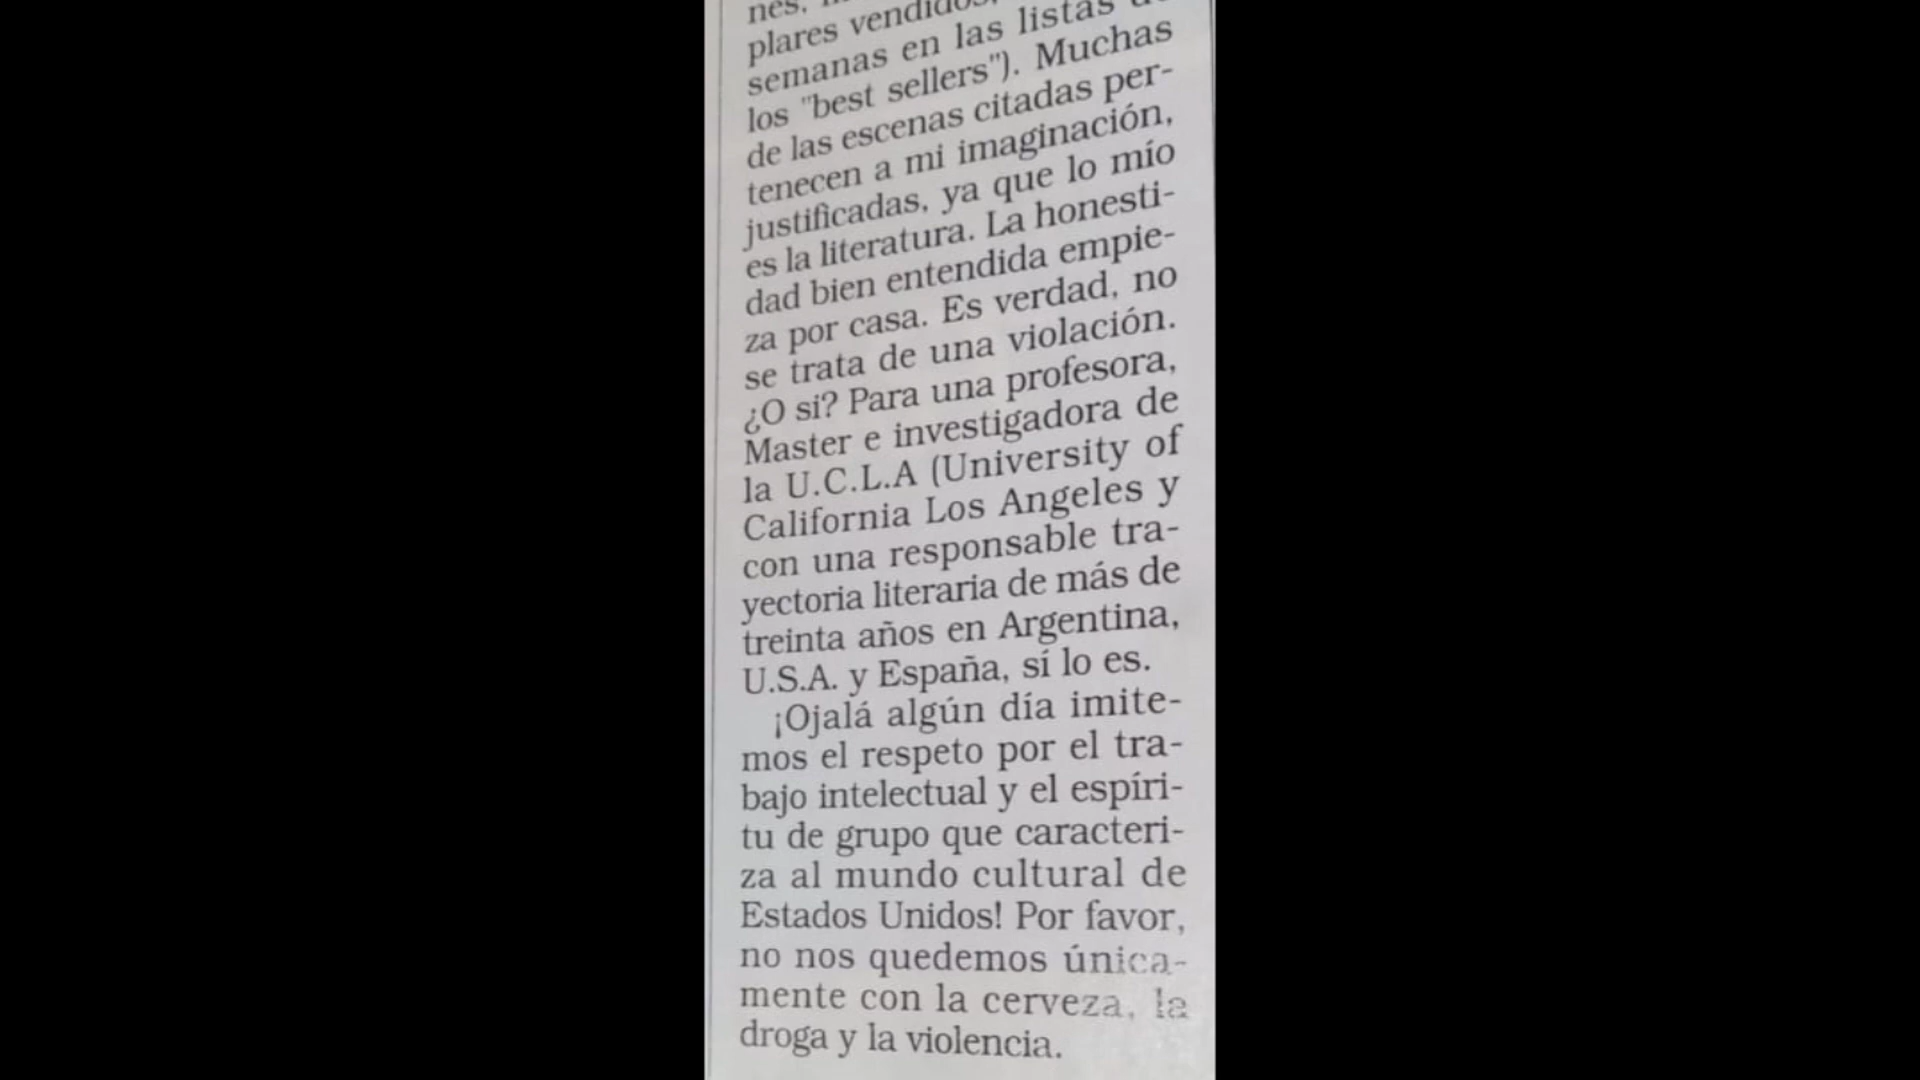 nes,
plares vendidos,
semanas en las listas
los "best sellers"). Muchas
de las escenas citadas per-
tenecen a mi imaginación,
justificadas, ya que lo mío
es la literatura. La honesti-
dad bien entendida empie-
za por casa. Es verdad, no
se trata de una violación.
¿O si? Para una profesora,
Master e investigadora de
la U.C.L.A (University of
California Los Angeles y
con una responsable tra-
yectoria literaria de más de
treinta años en Argentina,
U.S.A. y España, sí lo es.
¡Ojalá algún día imite-
mos el respeto por el tra-
bajo intelectual y el espíri-
tu de grupo que caracteri-
za al mundo cultural de
Estados Unidos! Por favor,
no nos quedemos única-
mente con la cerveza, la
droga y la violencia.